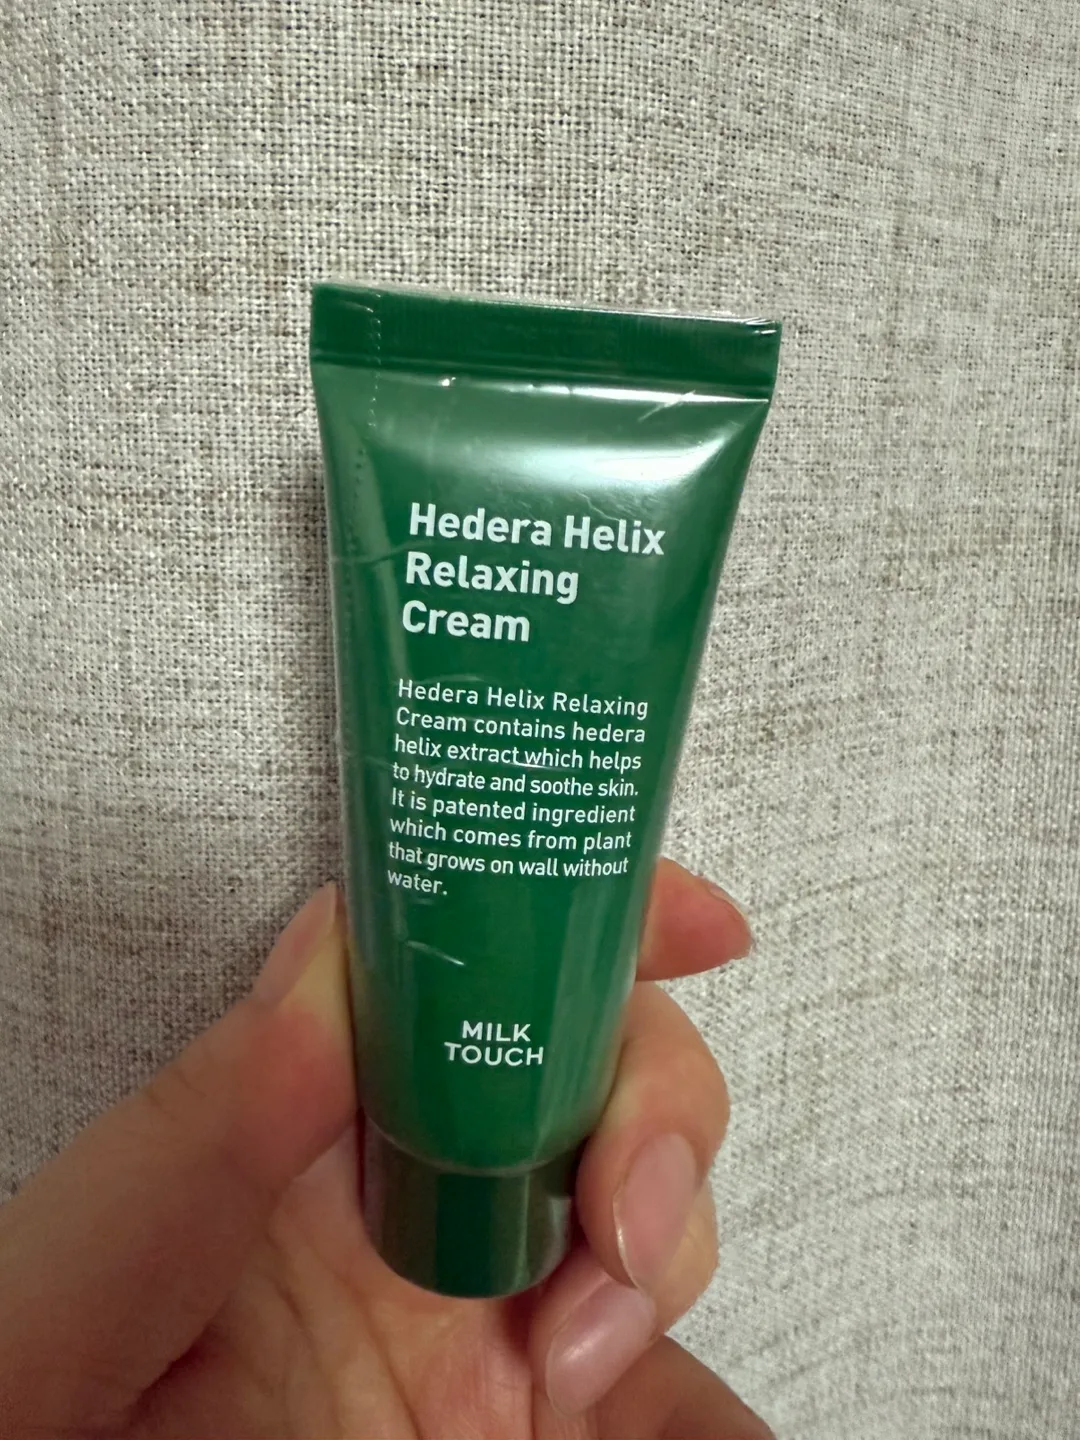 Hedera Helix
Relaxing
Cream
Hedera Helix Relaxing
Cream contains hedera
helix extract which helps
to hydrate and soothe skin.
It is patented ingredient
which comes from plant
that grows on wall without
water.
MILK
TOUCH